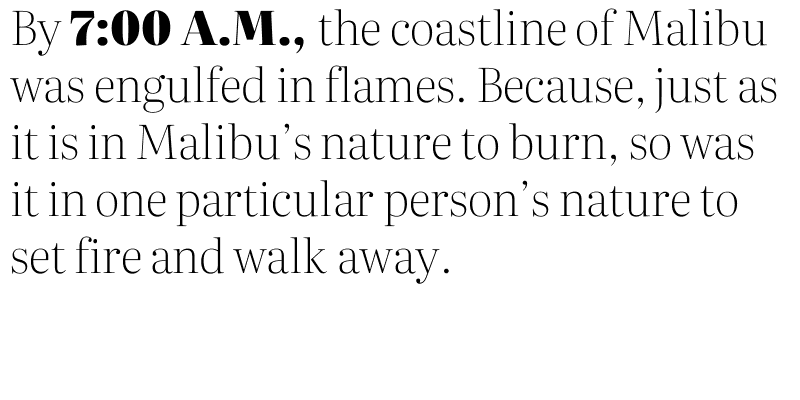 By 7:00 A.M., the coastline of Malibu
was engulfed in flames. Because, just as
it is in Malibu’s nature to burn, so was
it in one particular person’s nature to
set fire and walk away.